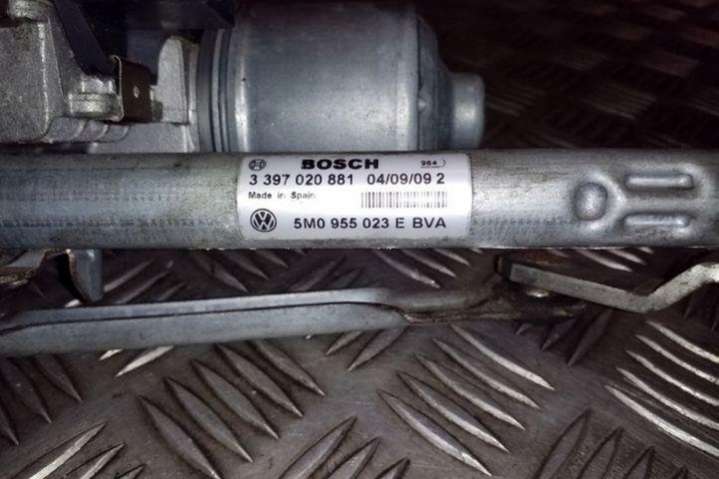 BOSCH 964
3 397 020 881 04/09/09 2
Made in Spain
5M0 955 023 E BVA